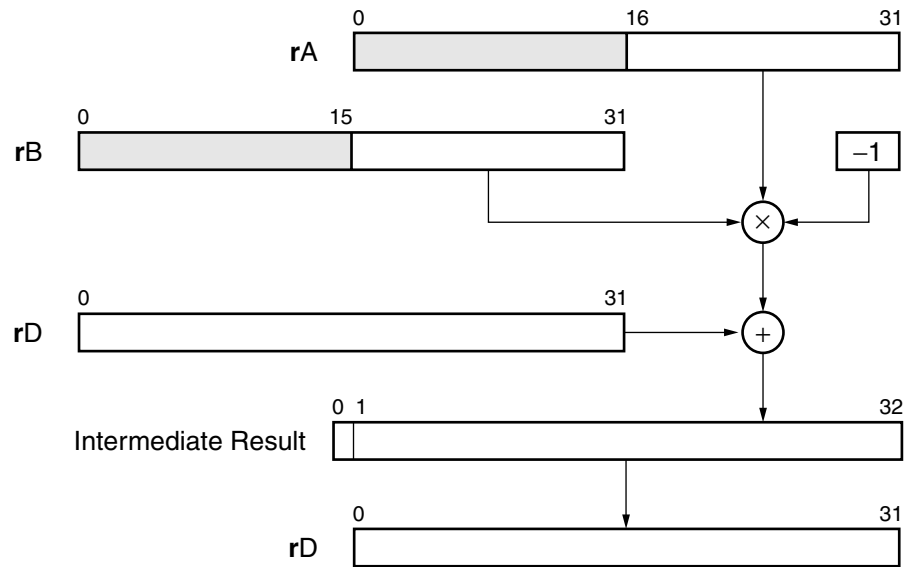 0 16 31
rA
0 15 31
rB
−1
×
0 31
rD
+
0 1 32
Intermediate Result
0 31
rD